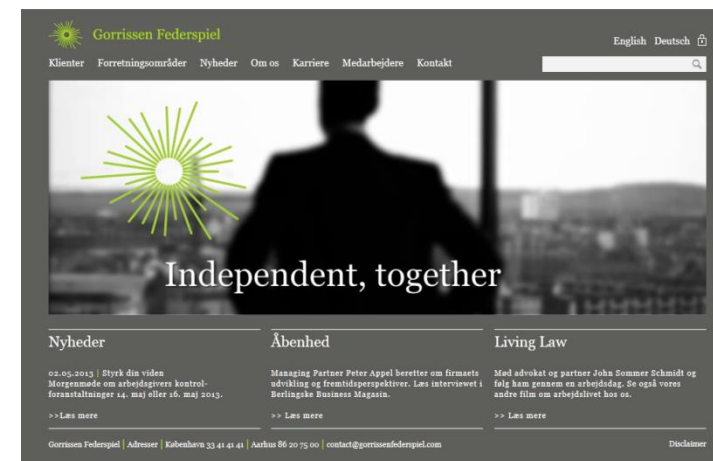 Gorrissen Federspiel
English Deutsch
Klienter Forretningsområder Nyheder Om os Karriere Medarbejdere Kontakt
Independent, together
Nyheder
02.05.2013 | Styrk din viden
Morgenmøde om arbejdsgivers kontrol-
foranstaltninger 14. maj eller 16. maj 2013.
>>Læs mere
Åbenhed
Managing Partner Peter Appel beretter om firmaets
udvikling og fremtidsperspektiver. Læs interviewet i
Berlingske Business Magasin.
>> Læs mere
Living Law
Mød advokat og partner John Sommer Schmidt og
følg ham gennem en arbejdsdag. Se også vores
andre film om arbejdslivet hos os.
>> Læs mere
Gorrissen Federspiel | Adresser | København 33 41 41 41 | Aarhus 86 20 75 00 | contact@gorrissenfederspiel.com
Disclaimer